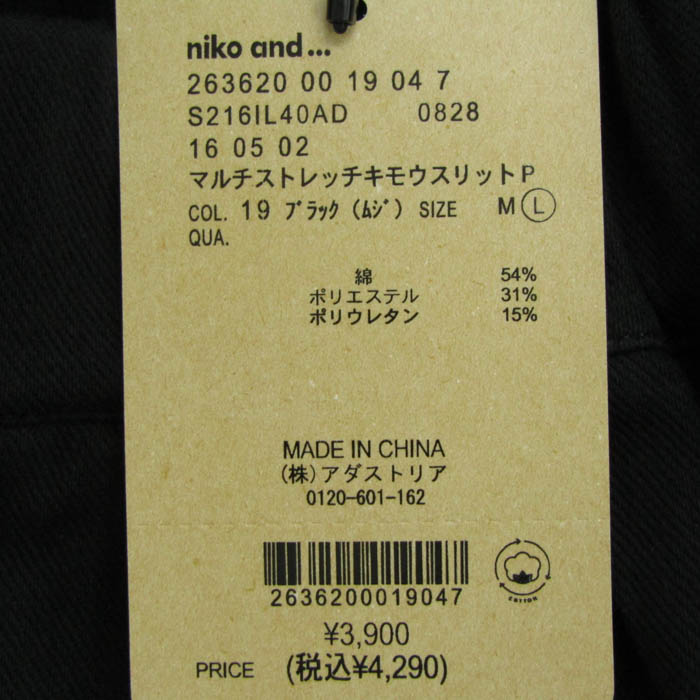 niko and...
263620 00 19 04 7
S216IL40AD 0828
16 05 02
マルチストレッチキモウスリットP
COL. 19 ﾌﾞﾗｯｸ (ﾑｼﾞ) SIZE M L
QUA.
綿 54%
ポリエステル 31%
ポリウレタン 15%
MADE IN CHINA
(株)アダストリア
0120-601-162
2636200019047
COTTON
¥3,900
PRICE (税込¥4,290)